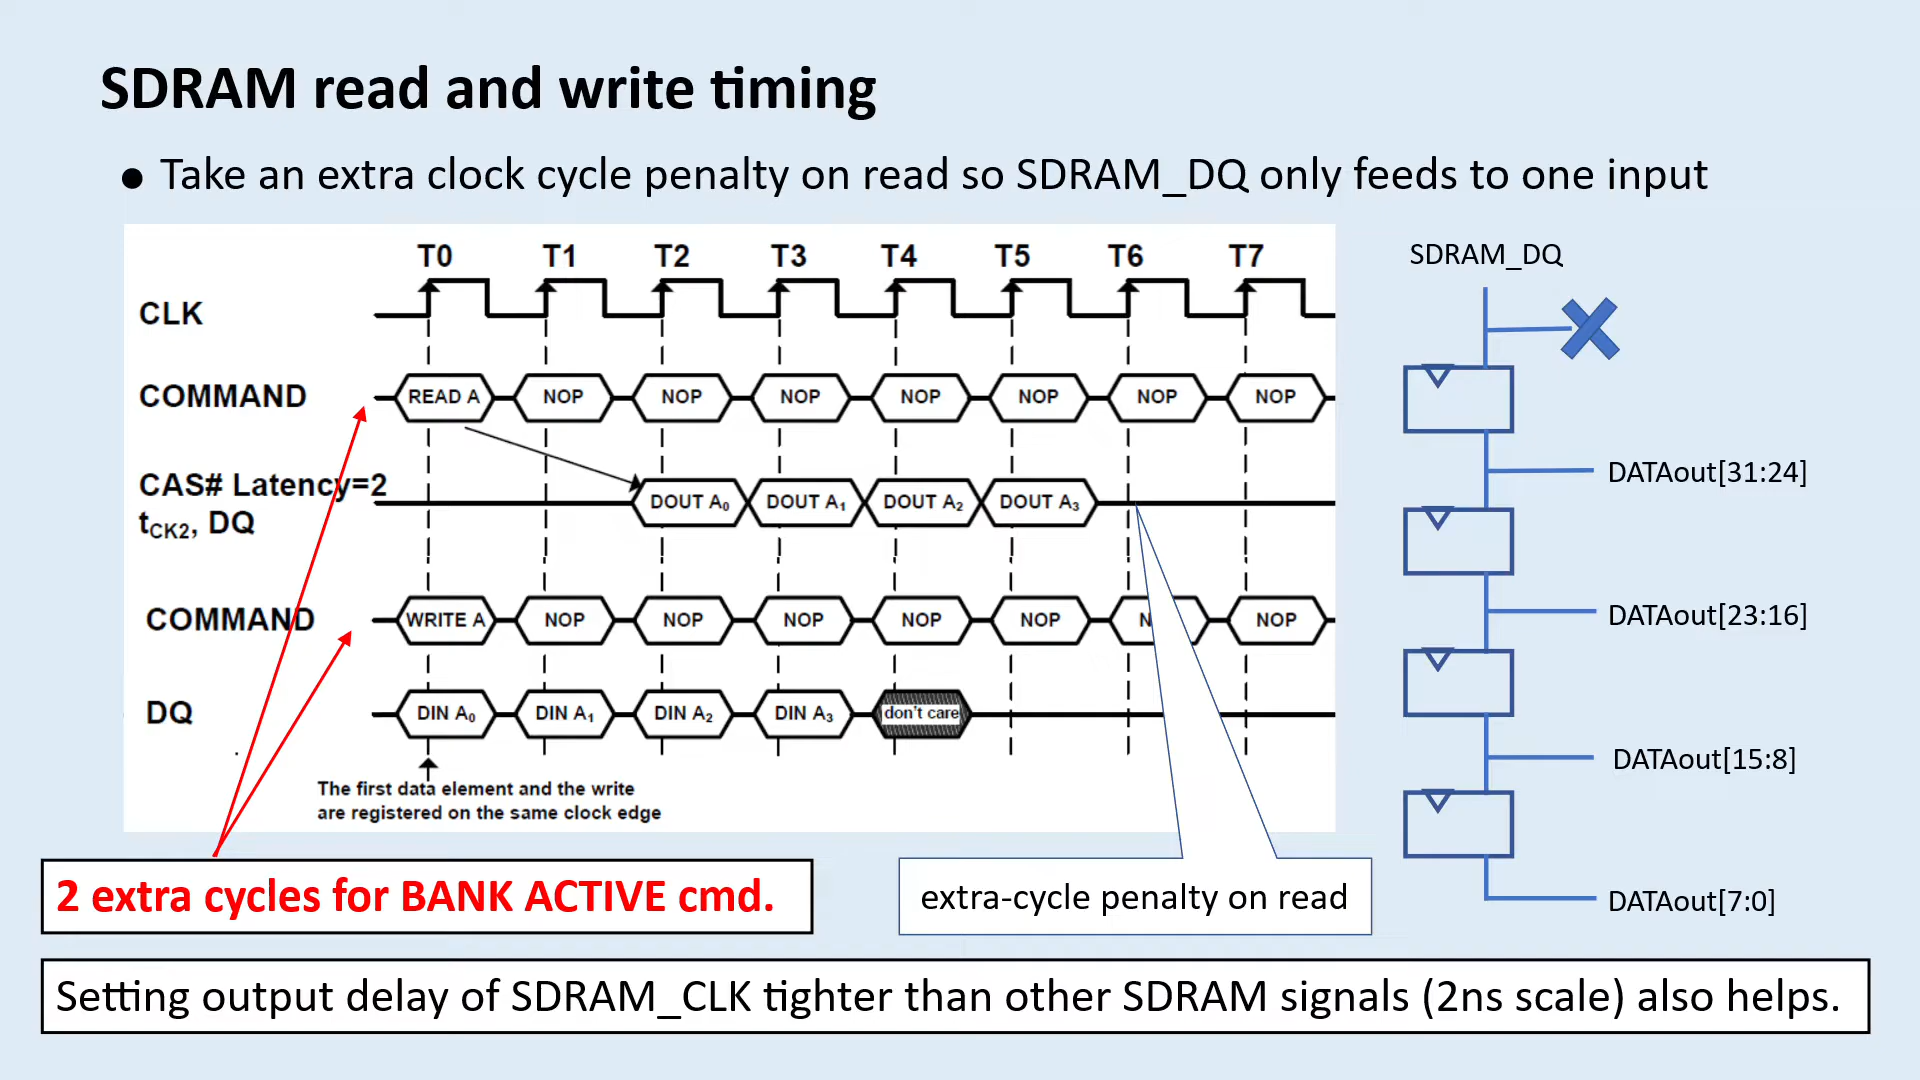 SDRAM read and write timing
● Take an extra clock cycle penalty on read so SDRAM_DQ only feeds to one input
T0 T1 T2 T3 T4 T5 T6 T7
CLK
COMMAND READ A NOP NOP NOP NOP NOP NOP NOP
CAS# Latency=2
tCK2, DQ
DOUT A0 DOUT A1 DOUT A2 DOUT A3
COMMAND WRITE A NOP NOP NOP NOP NOP N NOP
DQ DIN A0 DIN A1 DIN A2 DIN A3 don't care
The first data element and the write
are registered on the same clock edge
SDRAM_DQ
DATAout[31:24]
DATAout[23:16]
DATAout[15:8]
DATAout[7:0]
2 extra cycles for BANK ACTIVE cmd.
extra-cycle penalty on read
Setting output delay of SDRAM_CLK tighter than other SDRAM signals (2ns scale) also helps.